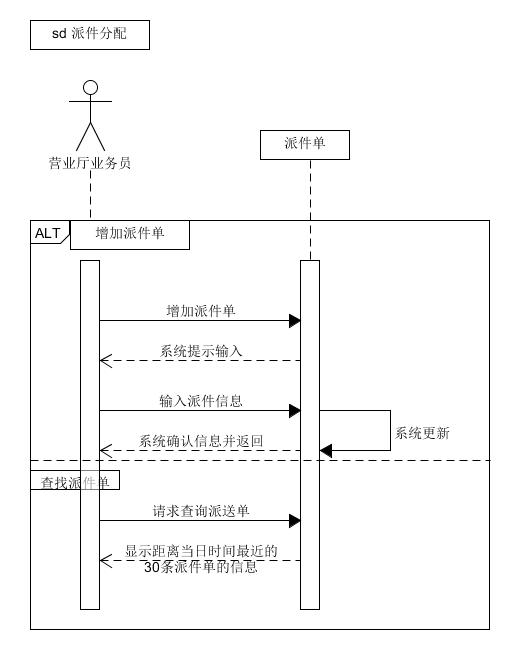 sd 派件分配
营业厅业务员
派件单
ALT
增加派件单
增加派件单
系统提示输入
输入派件信息
系统确认信息并返回
系统更新
查找派件单
请求查询派送单
显示距离当日时间最近的
30条派件单的信息